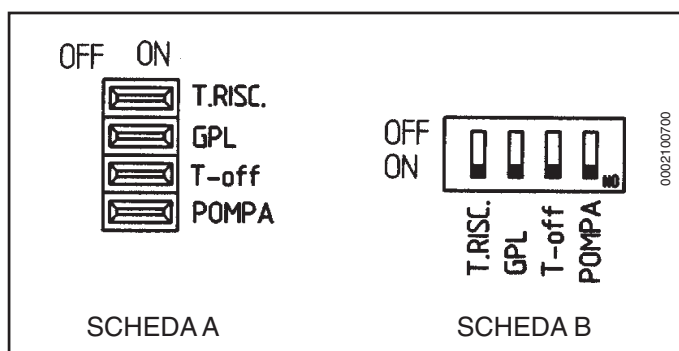 OFF ON
T.RISC.
GPL
T-off
POMPA
SCHEDA A
OFF
ON
NO
T.RISC.
GPL
T-off
POMPA
SCHEDA B
0002100700